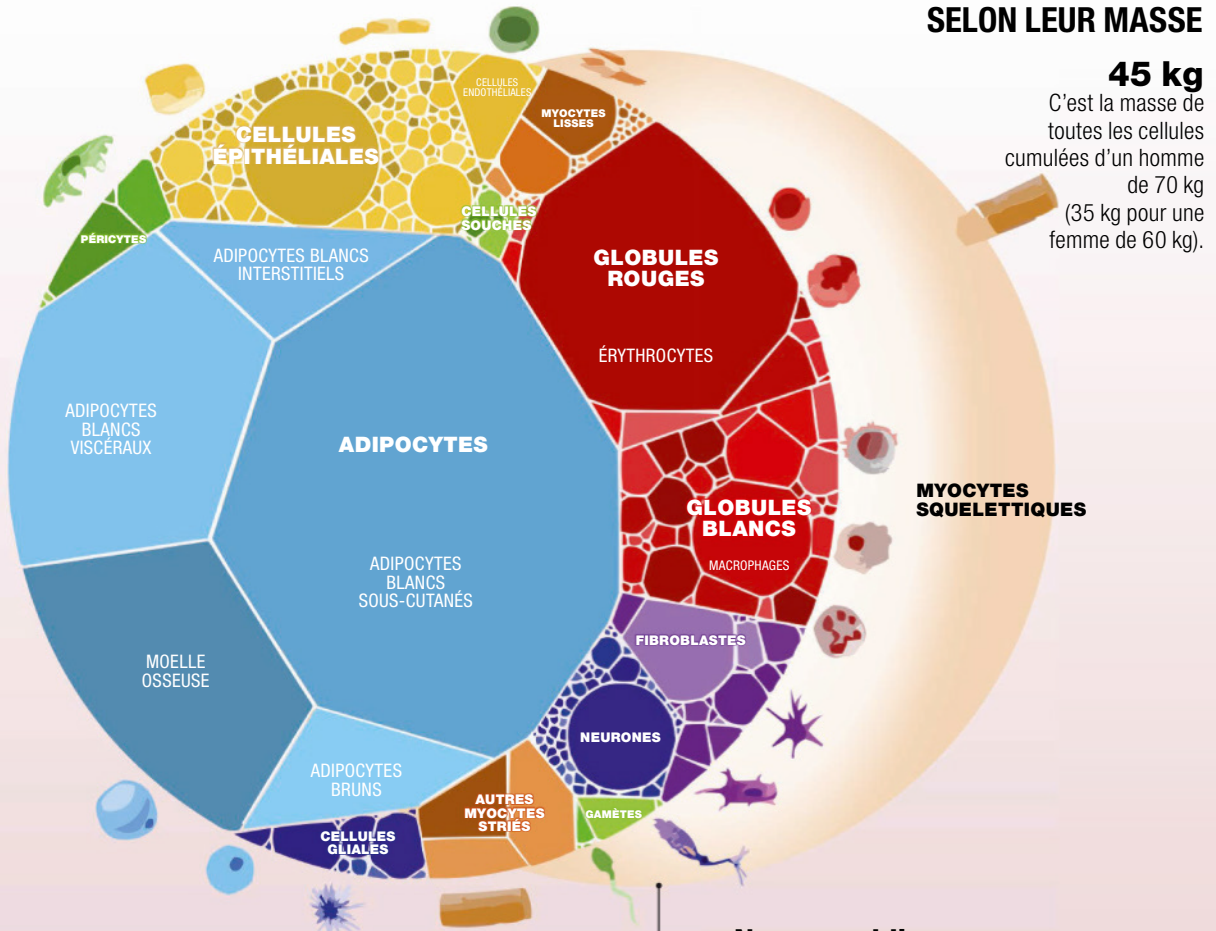 SELON LEUR MASSE
45 kg
C'est la masse de
toutes les cellules
cumulées d'un homme
de 70 kg
(35 kg pour une
femme de 60 kg).
CELLULES
ENDOTHÉLIALES
MYOCYTES
LISSES
CELLULES
ÉPITHÉLIALES
CELLULES
SOUCHES
PÉRICYTES
ADIPOCYTES BLANCS
INTERSTITIELS
GLOBULES
ROUGES
ÉRYTHROCYTES
ADIPOCYTES
BLANCS
VISCÉRAUX
ADIPOCYTES
ADIPOCYTES
BLANCS
SOUS-CUTANÉS
GLOBULES
BLANCS
MACROPHAGES
MYOCYTES
SQUELETTIQUES
MOELLE
OSSEUSE
FIBROBLASTES
NEURONES
ADIPOCYTES
BRUNS
AUTRES
MYOCYTES
STRIÉS
GAMÈTES
CELLULES
GLIALES